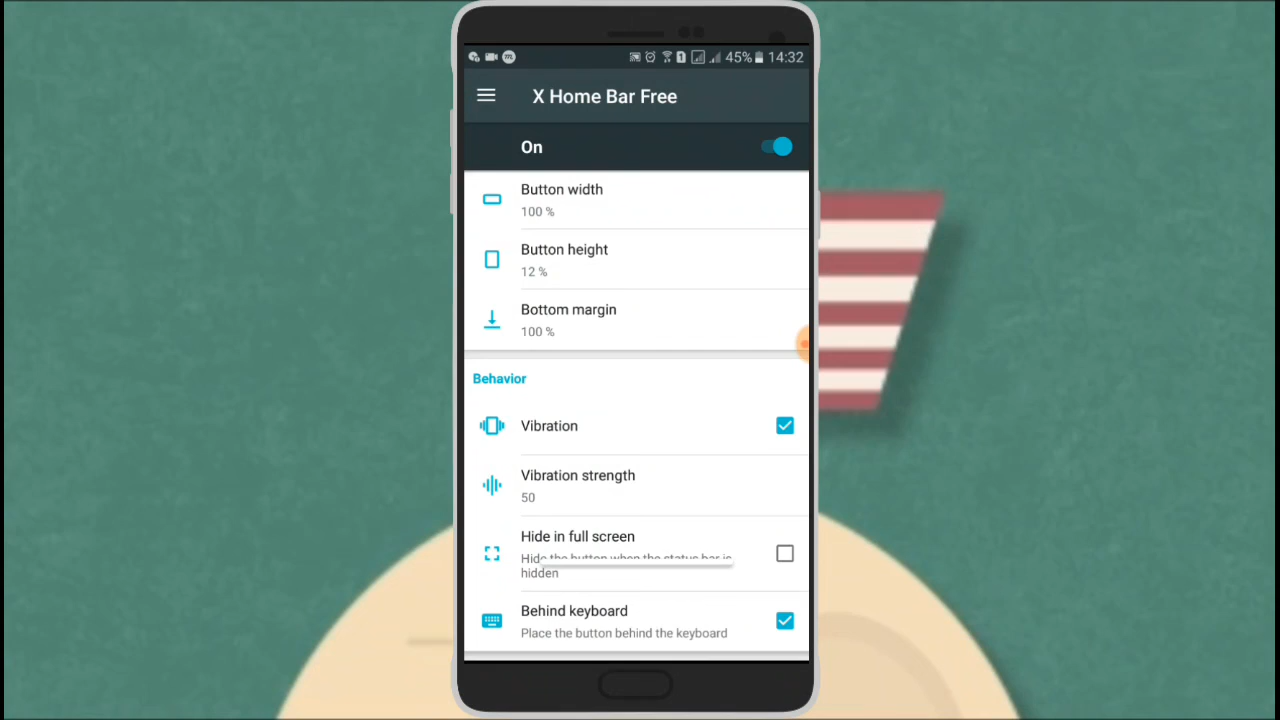 45% 14:32
X Home Bar Free
On
Button width
100 %
Button height
12 %
Bottom margin
100 %
Behavior
Vibration
Vibration strength
50
Hide in full screen
Hide the button when the status bar is
hidden
Behind keyboard
Place the button behind the keyboard